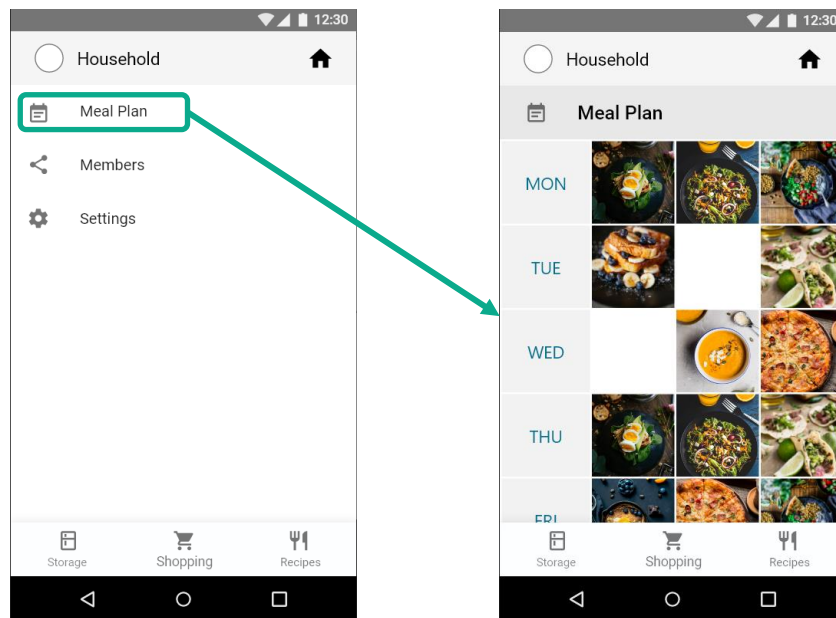 12:30
Household
Meal Plan
Members
Settings
Storage
Shopping
Recipes
12:30
Household
Meal Plan
MON
TUE
WED
THU
FRI
Storage
Shopping
Recipes